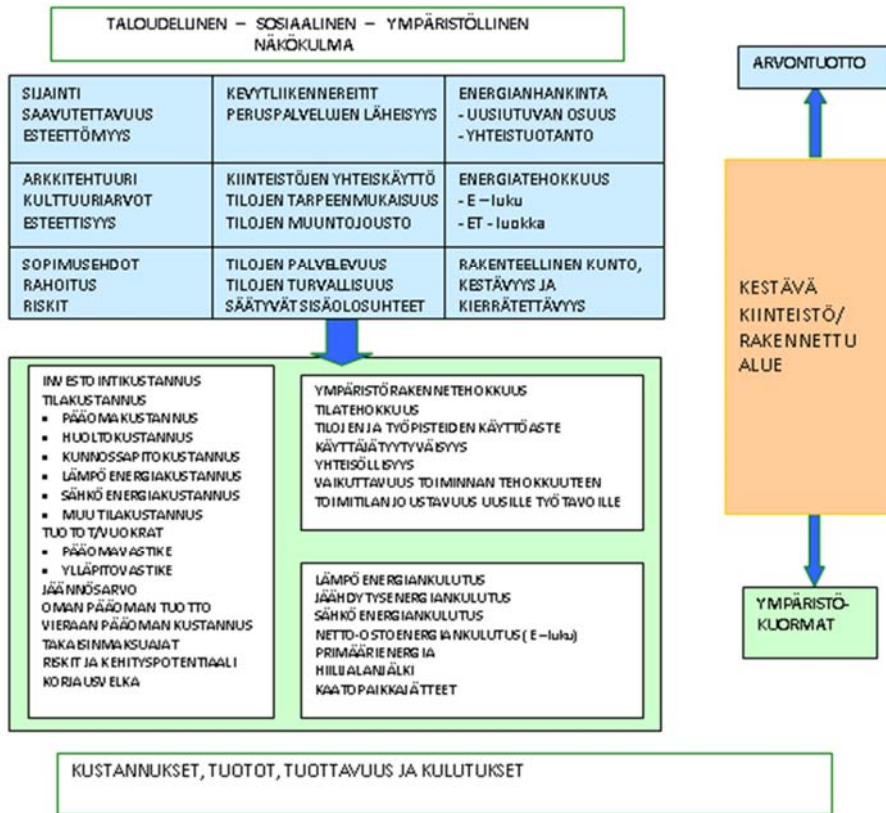 TALOUDELLINEN – SOSIAALINEN – YMPÄRISTÖLLINEN
NÄKÖKULMA
SIJAINTI
SAAVUTETTAVUUS
ESTEETTÖMYYS
KEVYTLIIKENNEREITIT
PERUSPALVELUJEN LÄHEISYYS
ENERGIANHANKINTA
- UUSIUTUVAN OSUUS
- YHTEISTUOTANTO
ARKKITEHTUURI
KULTTUURIARVOT
ESTEETTISYYS
KIINTEISTÖJEN YHTEISKÄYTTÖ
TILOJEN TARPEENMUKAISUUS
TILOJEN MUUNTOJOUSTO
ENERGIATEHOKKUUS
- E – luku
- ET - luokka
SOPIMUSEHDOT
RAHOITUS
RISKIT
TILOJEN PALVELEVUUS
TILOJEN TURVALLISUUS
SÄÄTYVÄT SISÄOLOSUHTEET
RAKENTEELLINEN KUNTO,
KESTÄVYYS JA
KIERRÄTETTÄVYYS
INVESTOINTIKUSTANNUS
TILAKUSTANNUS
▪ PÄÄOMAKUSTANNUS
▪ HUOLTOKUSTANNUS
▪ KUNNOSSAPITOKUSTANNUS
▪ LÄMPÖENERGIAKUSTANNUS
▪ SÄHKÖENERGIAKUSTANNUS
▪ MUU TILAKUSTANNUS
TUOTOT/VUOKRAT
▪ PÄÄOMAVASTIKE
▪ YLLÄPITOVASTIKE
JÄÄNNÖSARVO
OMAN PÄÄOMAN TUOTTO
VIERAAN PÄÄOMAN KUSTANNUS
TAKAISINMAKSUAJAT
RISKIT JA KEHITYSPOTENTIAALI
KORJAUSVELKA
YMPÄRISTÖRAKENNETEHOKKUUS
TILATEHOKKUUS
TILOJEN JA TYÖPISTEIDEN KÄYTTÖASTE
KÄYTTÄJÄTYYTYVÄISYYS
YHTEISÖLLISYYS
VAIKUTTAVUUS TOIMINNAN TEHOKKUUTEEN
TOIMITILAN JOUSTAVUUS UUSILLE TYÖTAVOILLE
LÄMPÖENERGIANKULUTUS
JÄÄHDYTYSENERGIANKULUTUS
SÄHKÖENERGIANKULUTUS
NETTO-OSTOENERGIANKULUTUS ( E – luku)
PRIMÄÄRIENERGIA
HIILIJALANJÄLKI
KAATOPAIKKAJÄTTEET
KUSTANNUKSET, TUOTOT, TUOTTAVUUS JA KULUTUKSET
ARVONTUOTTO
KESTÄVÄ
KIINTEISTÖ/
RAKENNETTU
ALUE
YMPÄRISTÖ-
KUORMAT